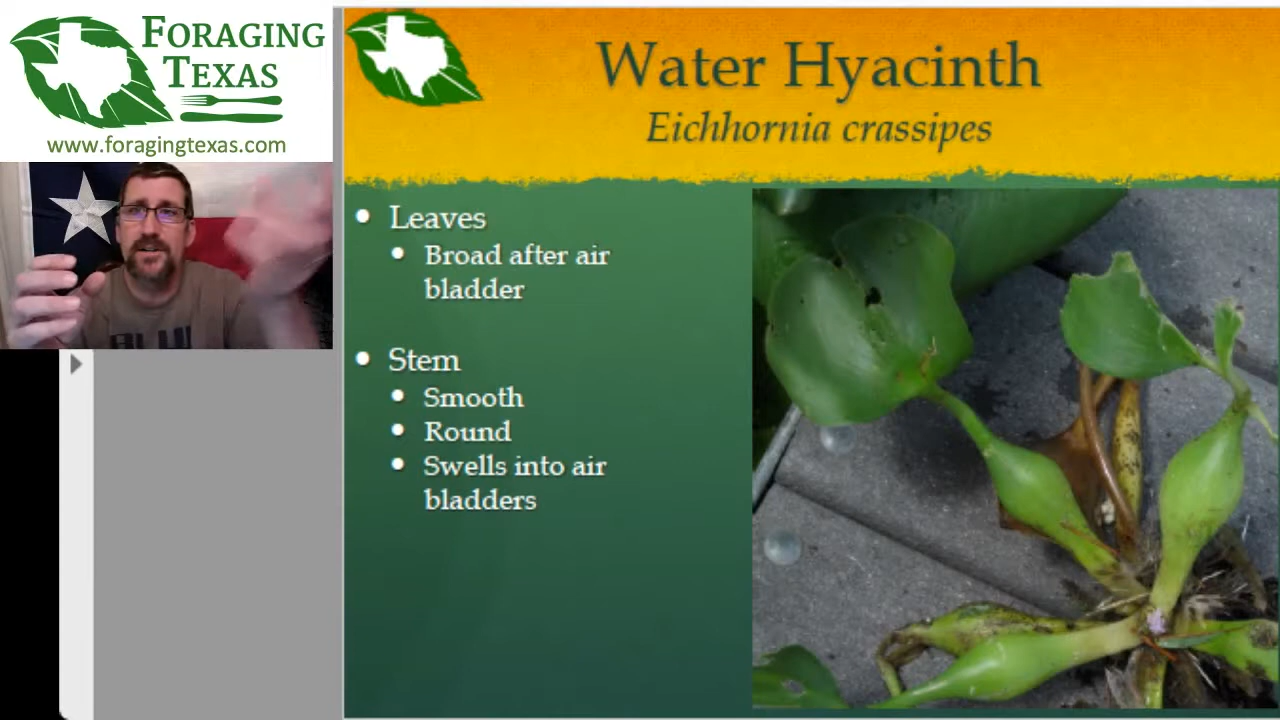 FORAGING
TEXAS
www.foragingtexas.com
Water Hyacinth
Eichhornia crassipes
Leaves
Broad after air
bladder
Stem
Smooth
Round
Swells into air
bladders